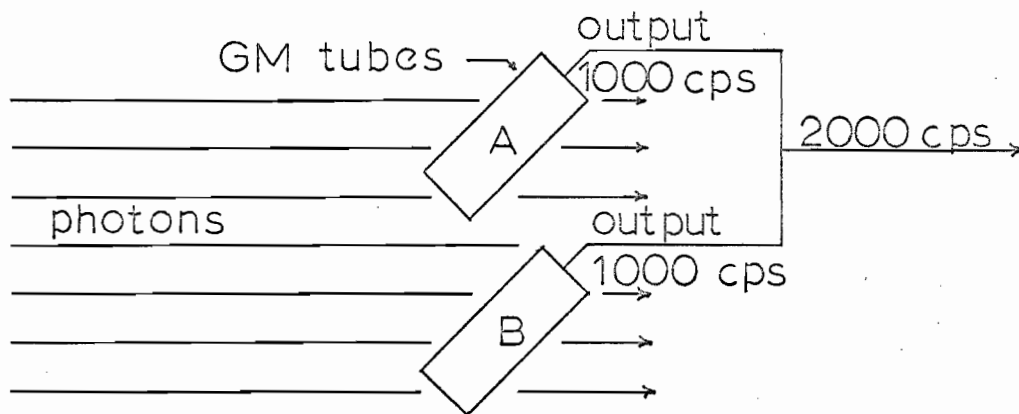 output
GM tubes
1000 cps
A
2000 cps
photons
output
1000 cps
B